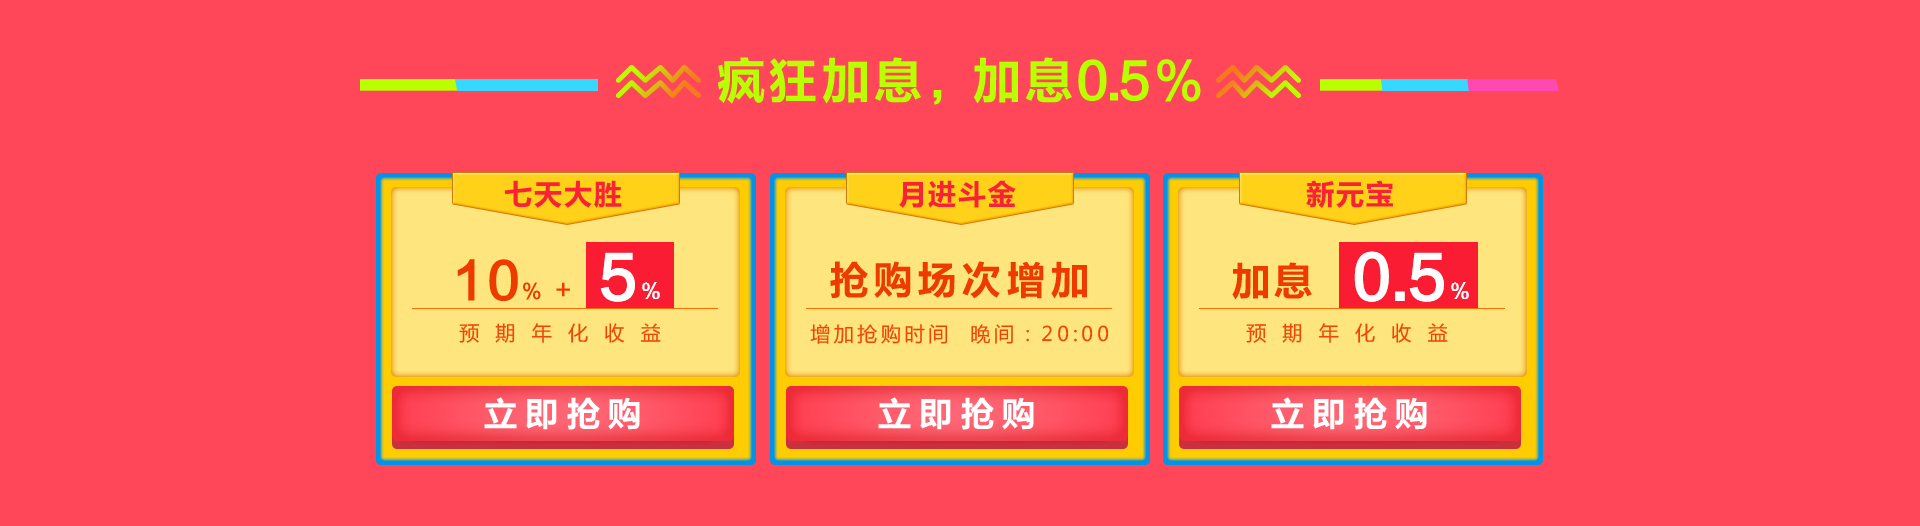 疯狂加息，加息0.5%
七天大胜
10% + 5%
预期年化收益
立即抢购
月进斗金
抢购场次增加
增加抢购时间 晚间：20:00
立即抢购
新元宝
加息 0.5%
预期年化收益
立即抢购